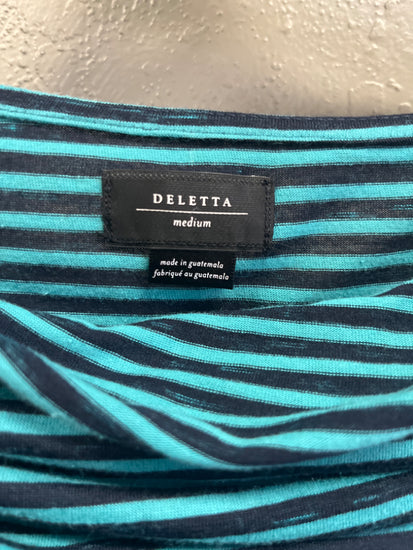 DELETTA
medium
made in guatemala
fabriqué au guatemala